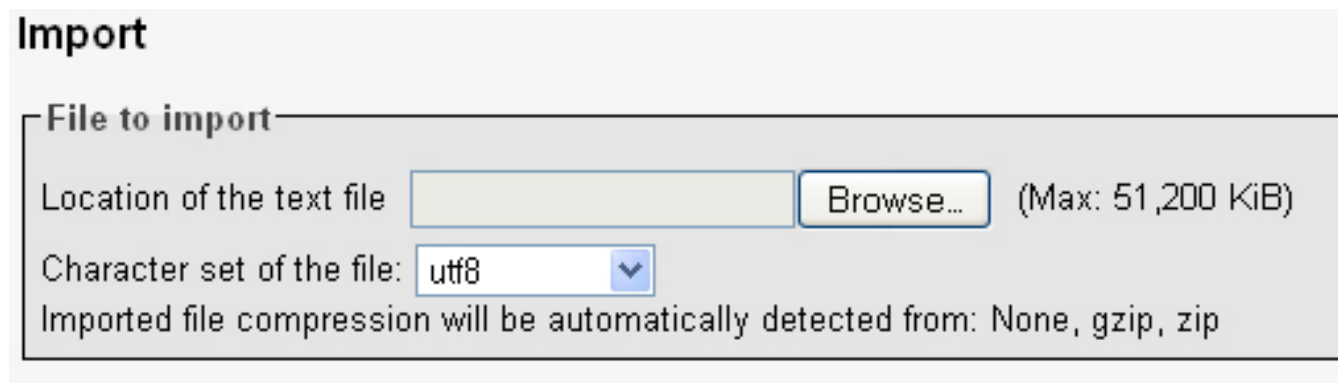 Import
File to import
Location of the text file Browse... (Max: 51,200 KiB)
Character set of the file: utf8
Imported file compression will be automatically detected from: None, gzip, zip